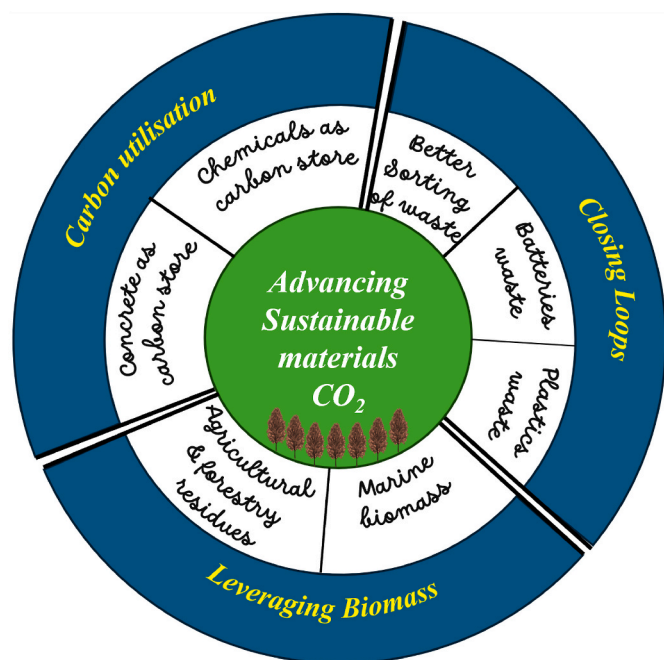 Carbon utilisation
Chemicals as
carbon store
Concrete as
carbon store
Closing Loops
Better
Sorting
of waste
Batteries
waste
Plastics
waste
Advancing
Sustainable
materials
CO₂
Agricultural
& forestry
residues
Marine
biomass
Leveraging Biomass